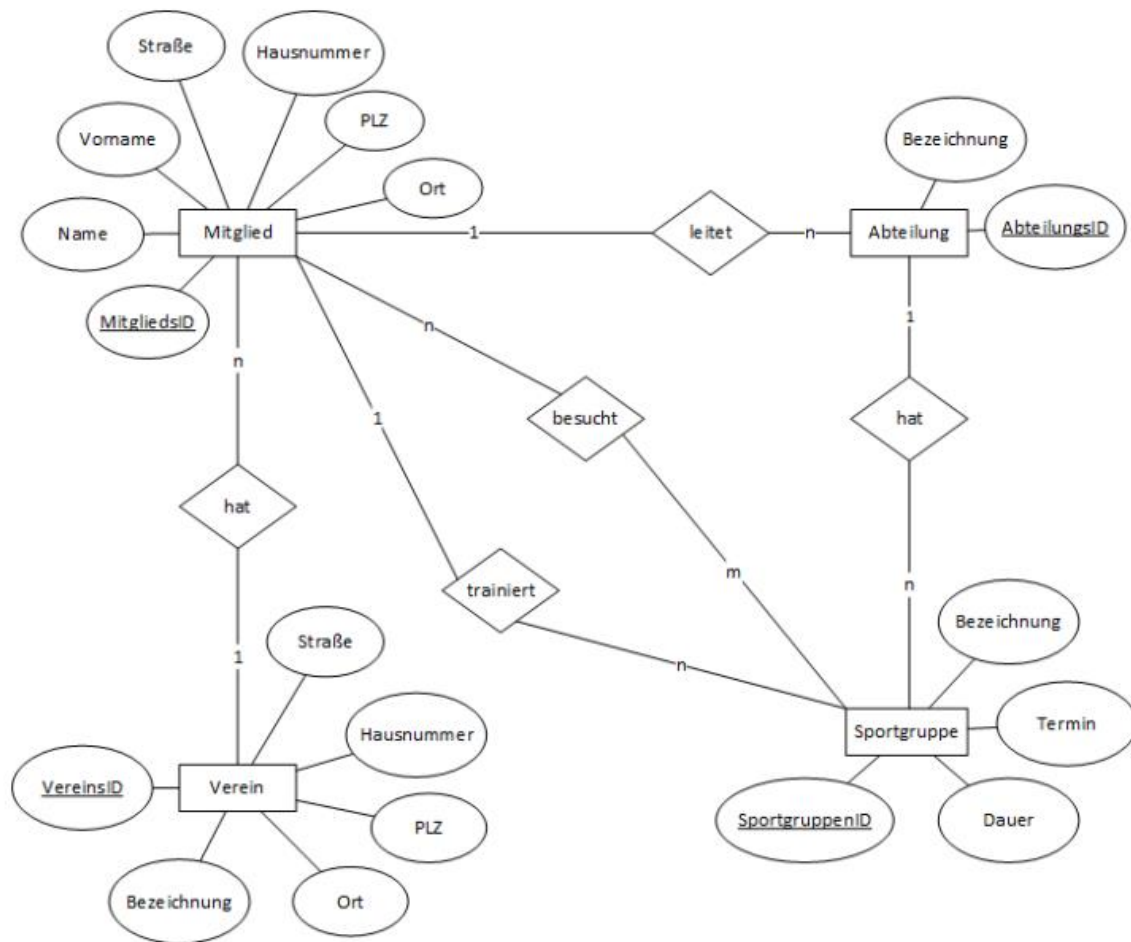 Straße
Hausnummer
Vorname
PLZ
Ort
Name
Mitglied
MitgliedsID
1
leitet
n
Bezeichnung
Abteilung
AbteilungsID
n
1
hat
n
besucht
m
1
trainiert
n
n
hat
1
Straße
Hausnummer
VereinsID
Verein
PLZ
Bezeichnung
Ort
Bezeichnung
Sportgruppe
Termin
SportgruppenID
Dauer